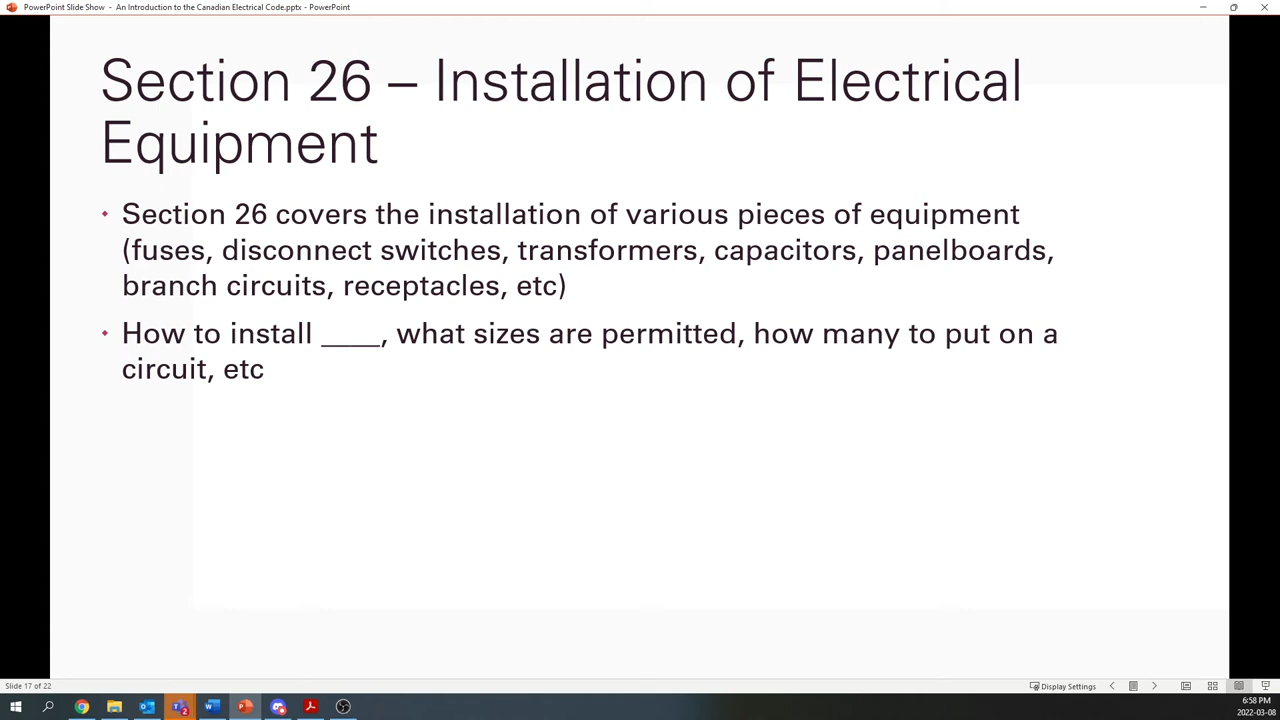 PowerPoint Slide Show - An Introduction to the Canadian Electrical Code.pptx - PowerPoint
Section 26 – Installation of Electrical
Equipment
Section 26 covers the installation of various pieces of equipment
(fuses, disconnect switches, transformers, capacitors, panelboards,
branch circuits, receptacles, etc)
How to install ____, what sizes are permitted, how many to put on a
circuit, etc
Slide 17 of 22
Display Settings
2
6:58 PM
2022-03-08